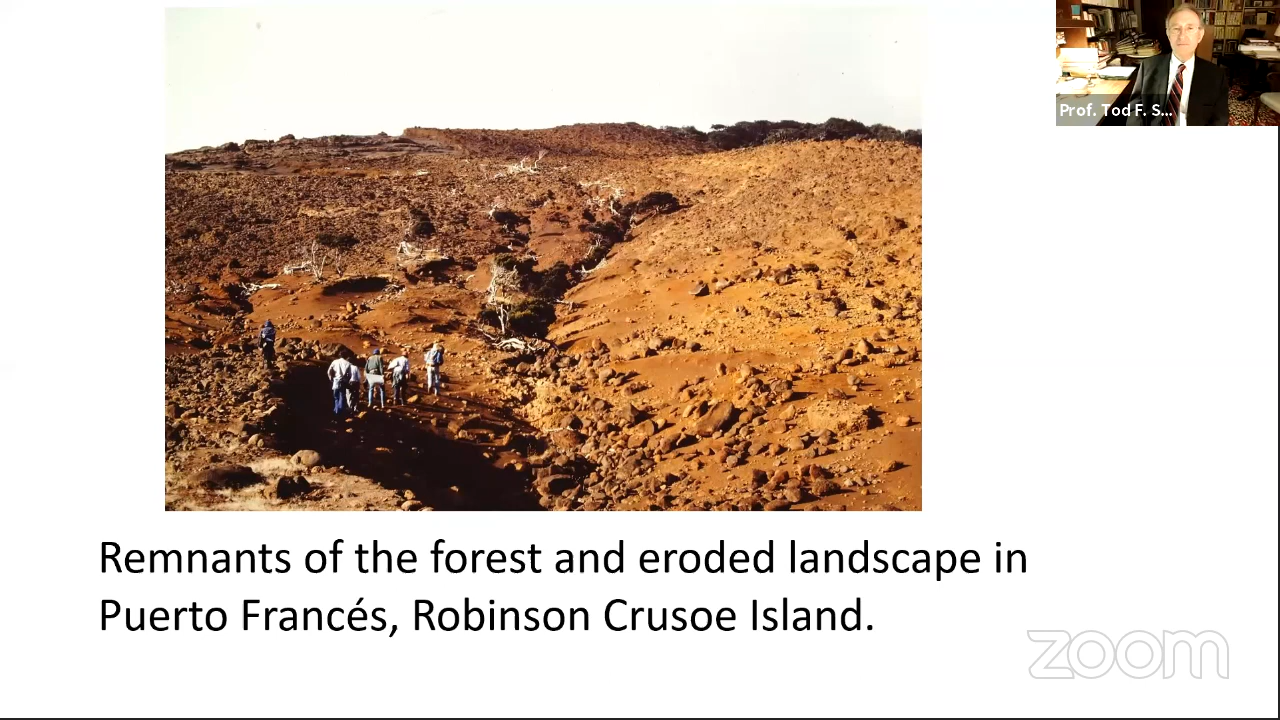 Prof. Tod F. S...
Remnants of the forest and eroded landscape in
Puerto Francés, Robinson Crusoe Island.
zoom